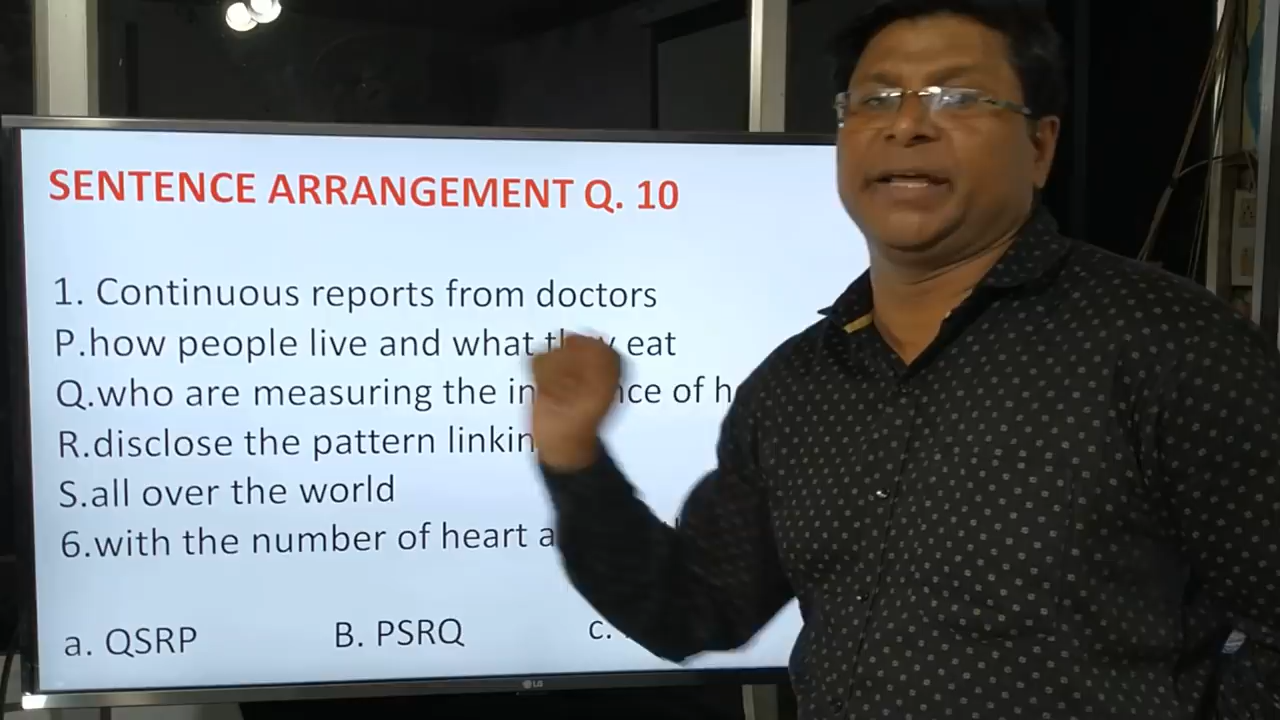 SENTENCE ARRANGEMENT Q. 10
1. Continuous reports from doctors
P.how people live and what they eat
Q.who are measuring the of
R.disclose the pattern
S.all over the world
6.with the number of heart
a. QSRP B. PSRQ C.
LG